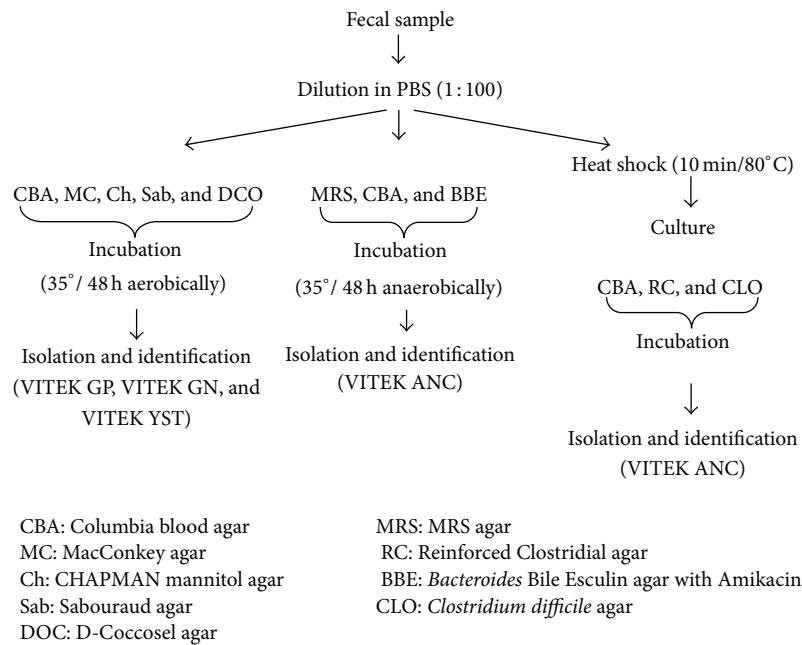 Fecal sample
Dilution in PBS (1 : 100)
CBA, MC, Ch, Sab, and DCO
Incubation
(35°/ 48 h aerobically)
Isolation and identification
(VITEK GP, VITEK GN, and
VITEK YST)
MRS, CBA, and BBE
Incubation
(35°/ 48 h anaerobically)
Isolation and identification
(VITEK ANC)
Heat shock (10 min/80°C)
Culture
CBA, RC, and CLO
Incubation
Isolation and identification
(VITEK ANC)
CBA: Columbia blood agar
MC: MacConkey agar
Ch: CHAPMAN mannitol agar
Sab: Sabouraud agar
DOC: D-Coccosel agar
MRS: MRS agar
RC: Reinforced Clostridial agar
BBE: Bacteroides Bile Esculin agar with Amikacin
CLO: Clostridium difficile agar